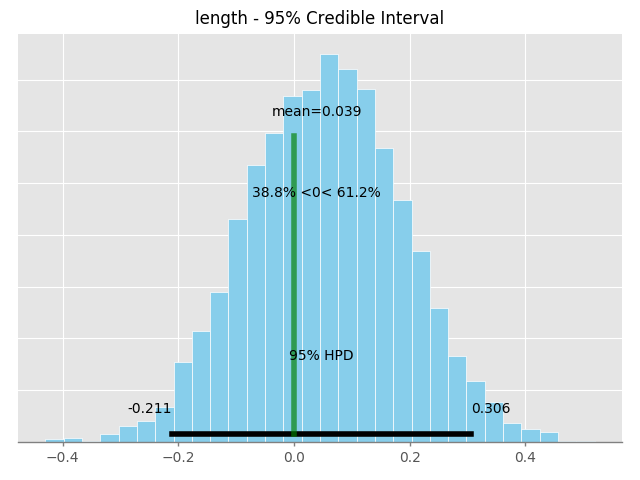 length - 95% Credible Interval
mean=0.039
38.8% <0< 61.2%
95% HPD
-0.211 0.306
−0.4 −0.2 0.0 0.2 0.4